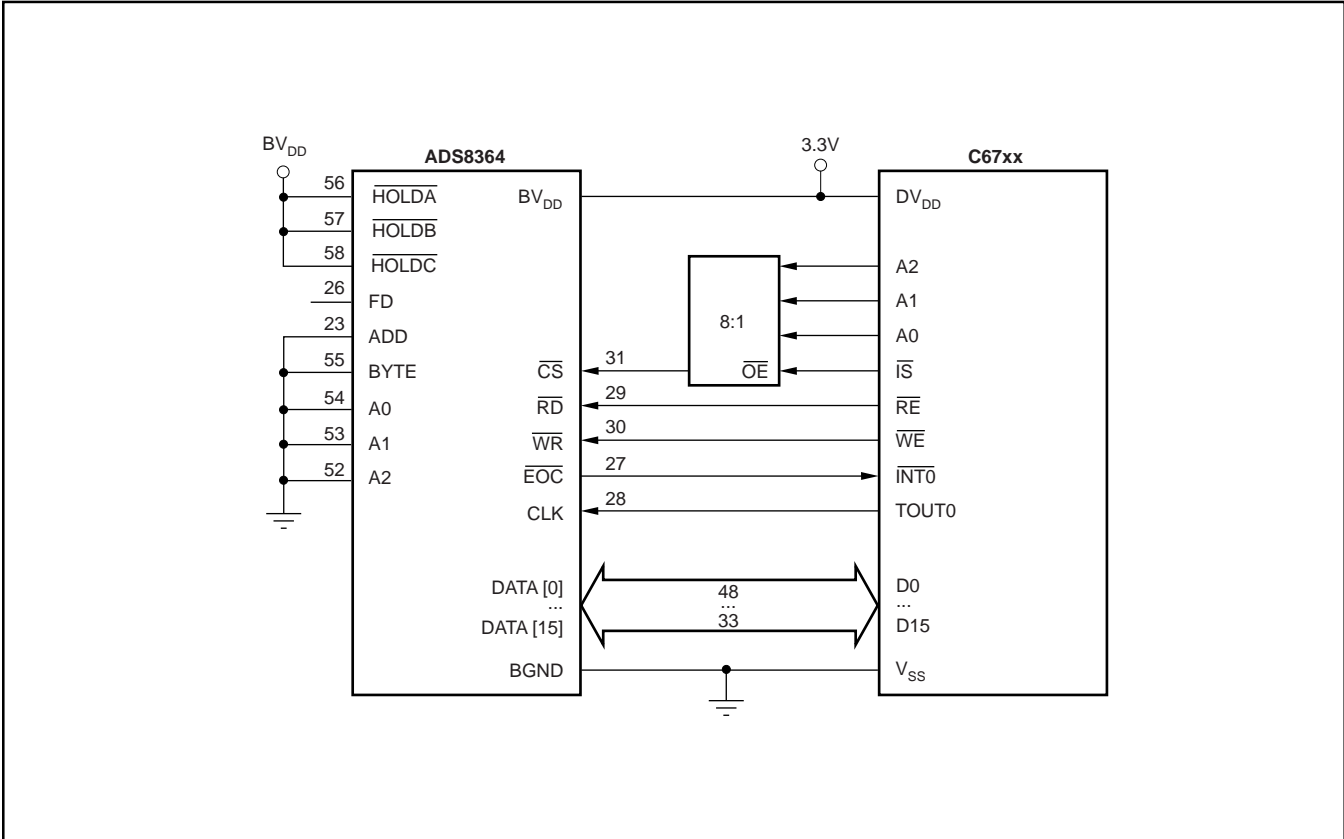 BVDD
ADS8364
3.3V
C67xx
56
HOLDA
BVDD
DVDD
57
HOLDB
58
HOLDC
A2
26
FD
A1
23
ADD
8:1
A0
55
BYTE
CS
31
OE
IS
54
A0
RD
29
RE
53
A1
WR
30
WE
52
A2
EOC
27
INT0
CLK
28
TOUT0
DATA [0]
...
DATA [15]
48
...
33
D0
...
D15
BGND
VSS